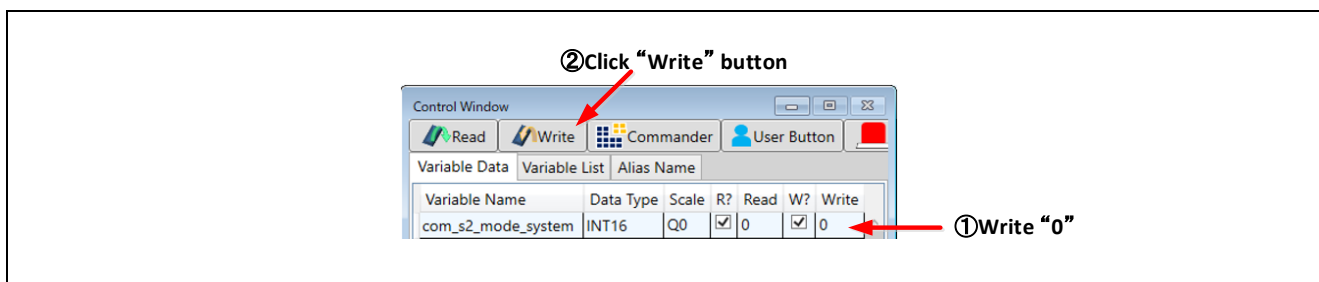 ②Click “Write” button
Control Window
Read Write Commander User Button
Variable Data Variable List Alias Name
Variable Name Data Type Scale R? Read W? Write
com_s2_mode_system INT16 Q0 0 0
①Write “0”